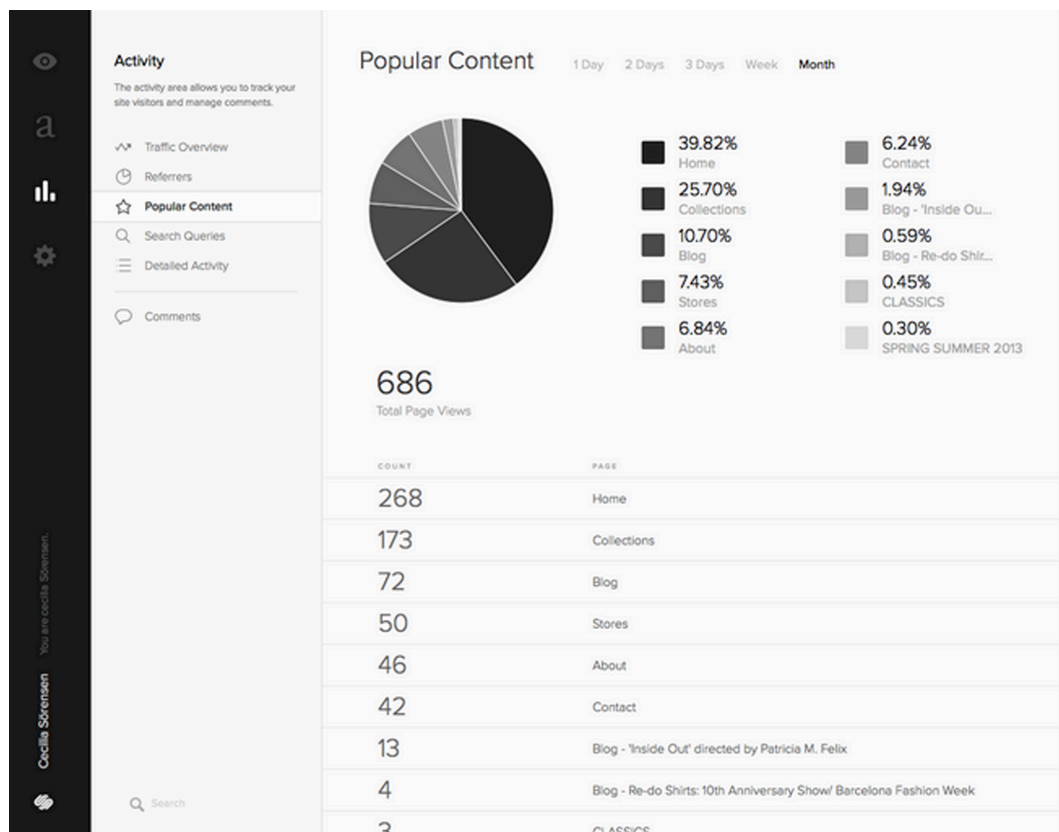 a
You are cecilia Sörensen.
Cecilia Sörensen
Activity
The activity area allows you to track your
site visitors and manage comments.
Traffic Overview
Referrers
Popular Content
Search Queries
Detailed Activity
Comments
Search
Popular Content
1 Day 2 Days 3 Days Week Month
39.82%
Home
25.70%
Collections
10.70%
Blog
7.43%
Stores
6.84%
About
6.24%
Contact
1.94%
Blog - 'Inside Ou...
0.59%
Blog - Re-do Shir...
0.45%
CLASSICS
0.30%
SPRING SUMMER 2013
686
Total Page Views
COUNT PAGE
268 Home
173 Collections
72 Blog
50 Stores
46 About
42 Contact
13 Blog - 'Inside Out' directed by Patricia M. Felix
4 Blog - Re-do Shirts: 10th Anniversary Show/ Barcelona Fashion Week
3 CLASSICS